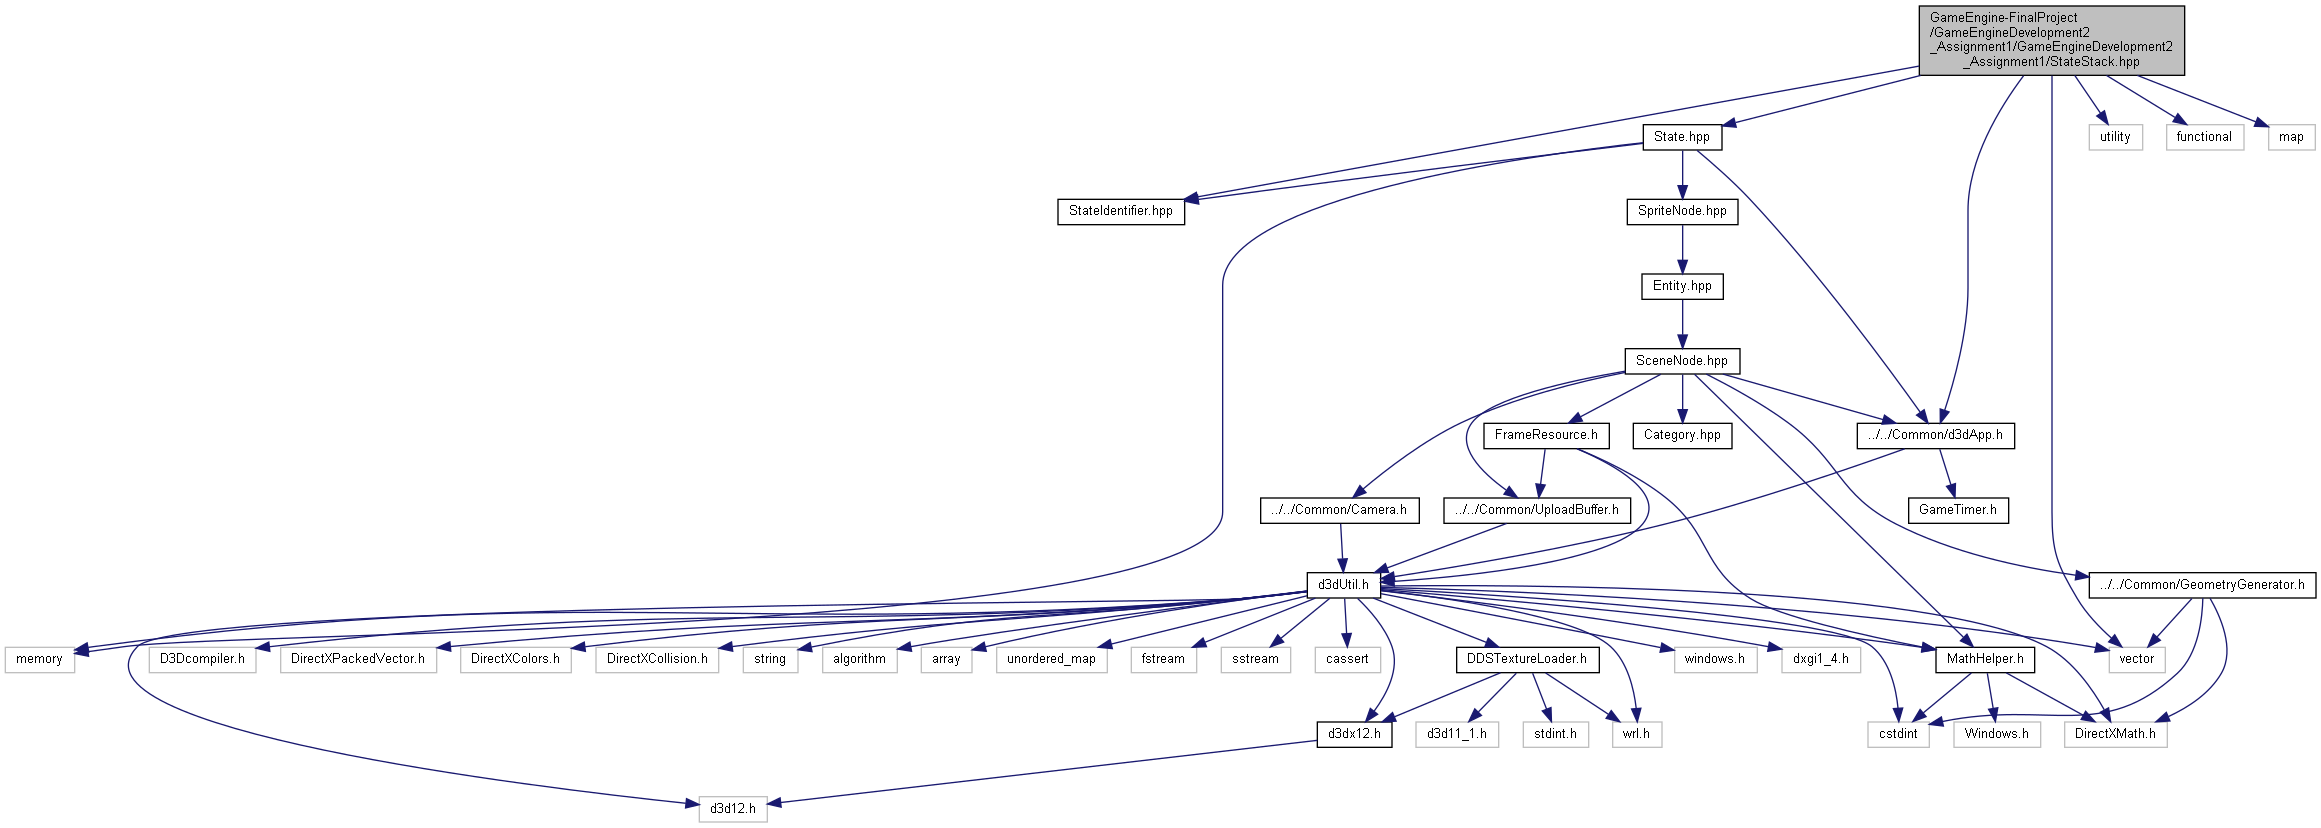 GameEngine-FinalProject
/GameEngineDevelopment2
_Assignment1/GameEngineDevelopment2
_Assignment1/StateStack.hpp
State.hpp
utility
functional
map
StateIdentifier.hpp
SpriteNode.hpp
Entity.hpp
SceneNode.hpp
FrameResource.h
Category.hpp
../../Common/d3dApp.h
../../Common/Camera.h
../../Common/UploadBuffer.h
GameTimer.h
d3dUtil.h
../../Common/GeometryGenerator.h
memory
D3Dcompiler.h
DirectXPackedVector.h
DirectXColors.h
DirectXCollision.h
string
algorithm
array
unordered_map
fstream
sstream
cassert
DDSTextureLoader.h
windows.h
dxgi1_4.h
MathHelper.h
vector
d3dx12.h
d3d11_1.h
stdint.h
wrl.h
cstdint
Windows.h
DirectXMath.h
d3d12.h